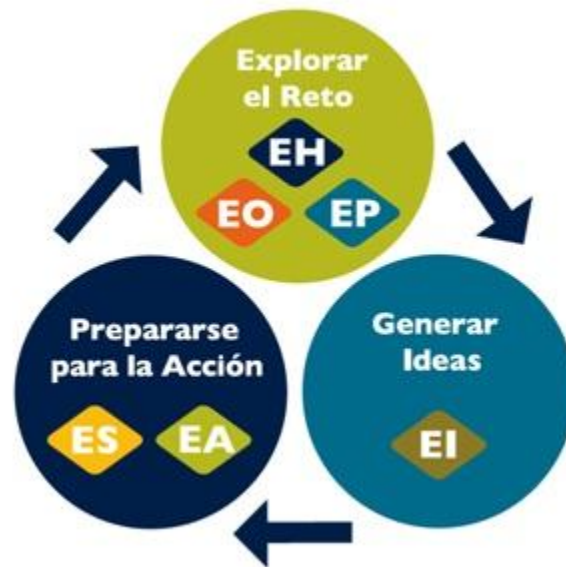 Explorar
el Reto
EH
EO EP
Prepararse
para la Acción
ES EA
Generar
Ideas
EI